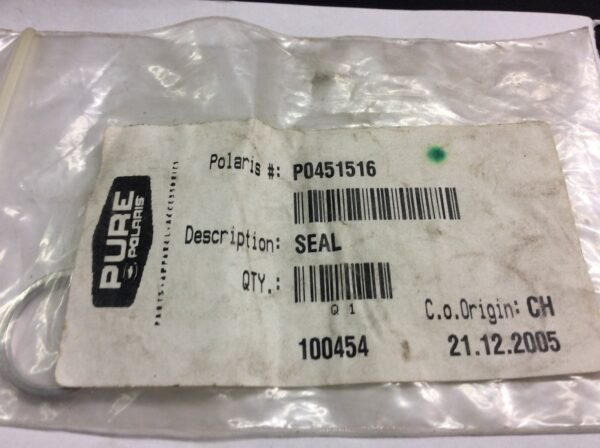 PURE
POLARIS
PARTS·APPAREL·ACCESSORIES
Polaris #: P0451516
Description: SEAL
QTY.:
Q 1
C.o.Origin: CH
100454
21.12.2005